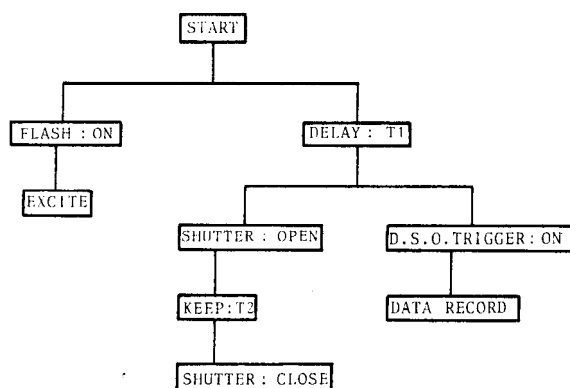 START
FLASH : ON
DELAY : T1
EXCITE
SHUTTER : OPEN
D.S.O.TRIGGER:ON
KEEP:T2
DATA RECORD
SHUTTER : CLOSE